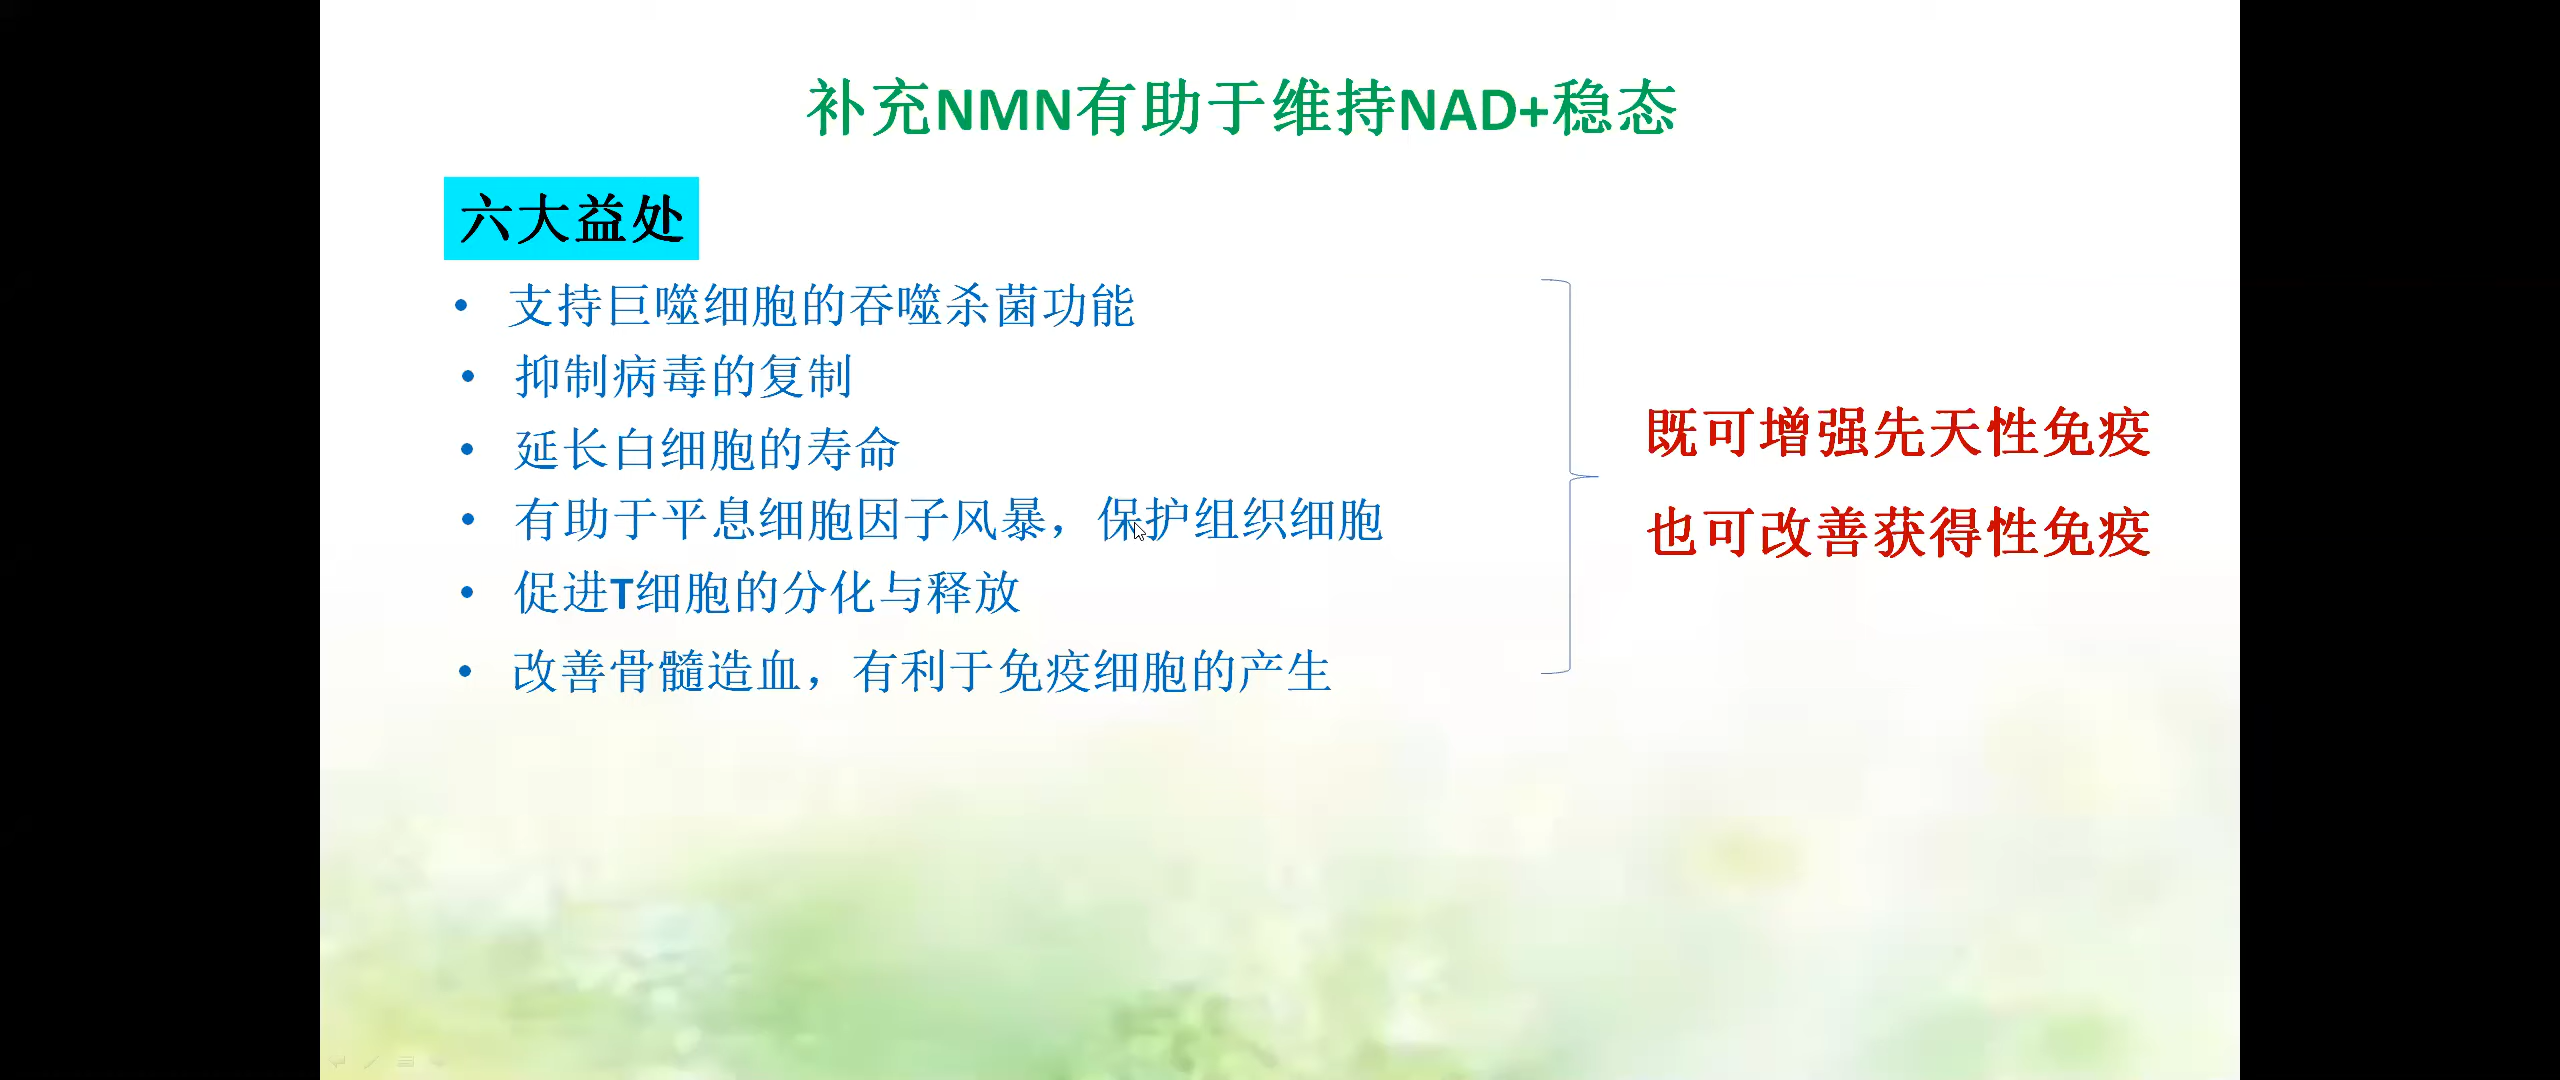 补充NMN有助于维持NAD+稳态
六大益处
• 支持巨噬细胞的吞噬杀菌功能
• 抑制病毒的复制
• 延长白细胞的寿命
• 有助于平息细胞因子风暴，保护组织细胞
• 促进T细胞的分化与释放
• 改善骨髓造血，有利于免疫细胞的产生
既可增强先天性免疫
也可改善获得性免疫